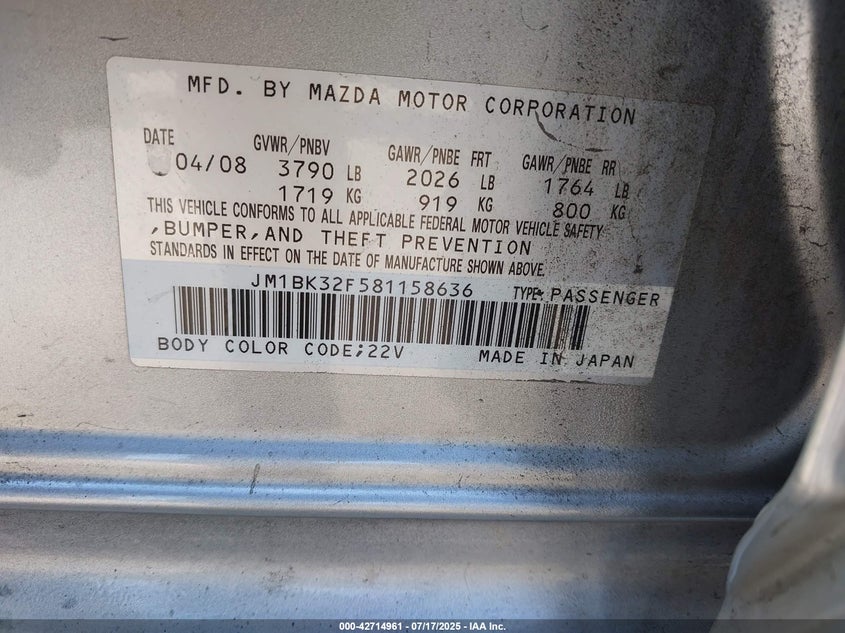 MFD. BY MAZDA MOTOR CORPORATION
DATE GVWR/PNBV GAWR/PNBE FRT GAWR/PNBE RR
04/08 3790 LB 2026 LB 1764 LB
1719 KG 919 KG 800 KG
THIS VEHICLE CONFORMS TO ALL APPLICABLE FEDERAL MOTOR VEHICLE SAFETY
,BUMPER,AND THEFT PREVENTION
STANDARDS IN EFFECT ON THE DATE OF MANUFACTURE SHOWN ABOVE.
JM1BK32F581158636 TYPE: PASSENGER
BODY COLOR CODE;22V MADE IN JAPAN
000-42714961 - 07/17/2025 - IAA Inc.